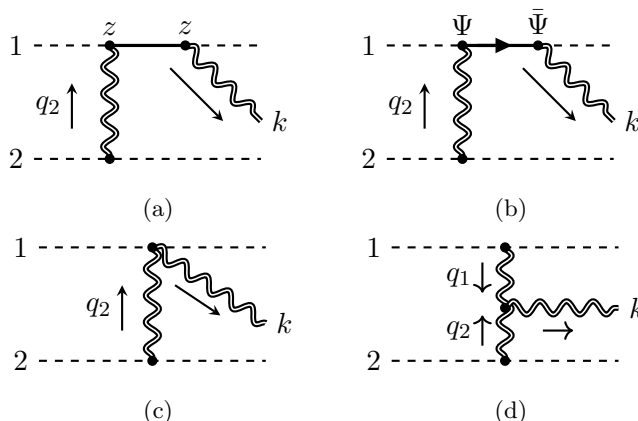 z z Ψ Ψ̄
1 1
q₂ k q₂ k
2 2
(a) (b)
1 1
q₁
q₂ k q₂ k
2 2
(c) (d)